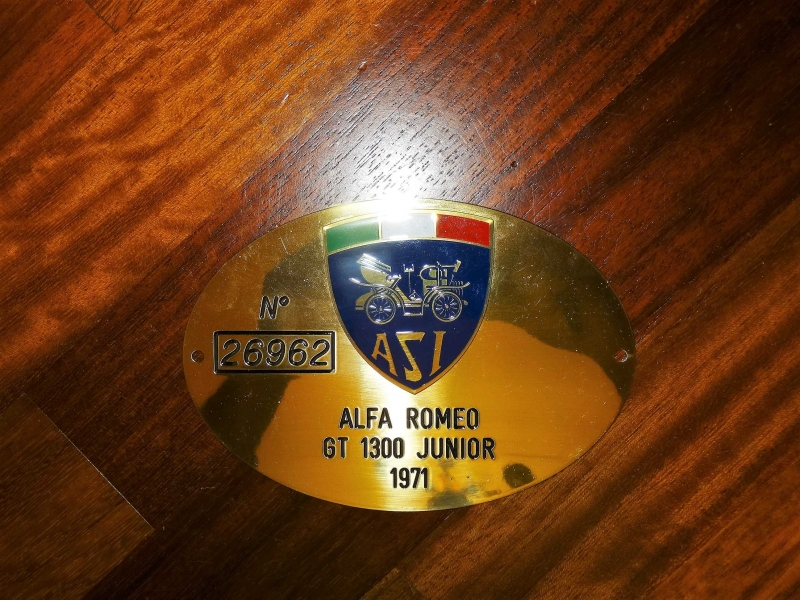 N°
26962
ASI
ALFA ROMEO
GT 1300 JUNIOR
1971